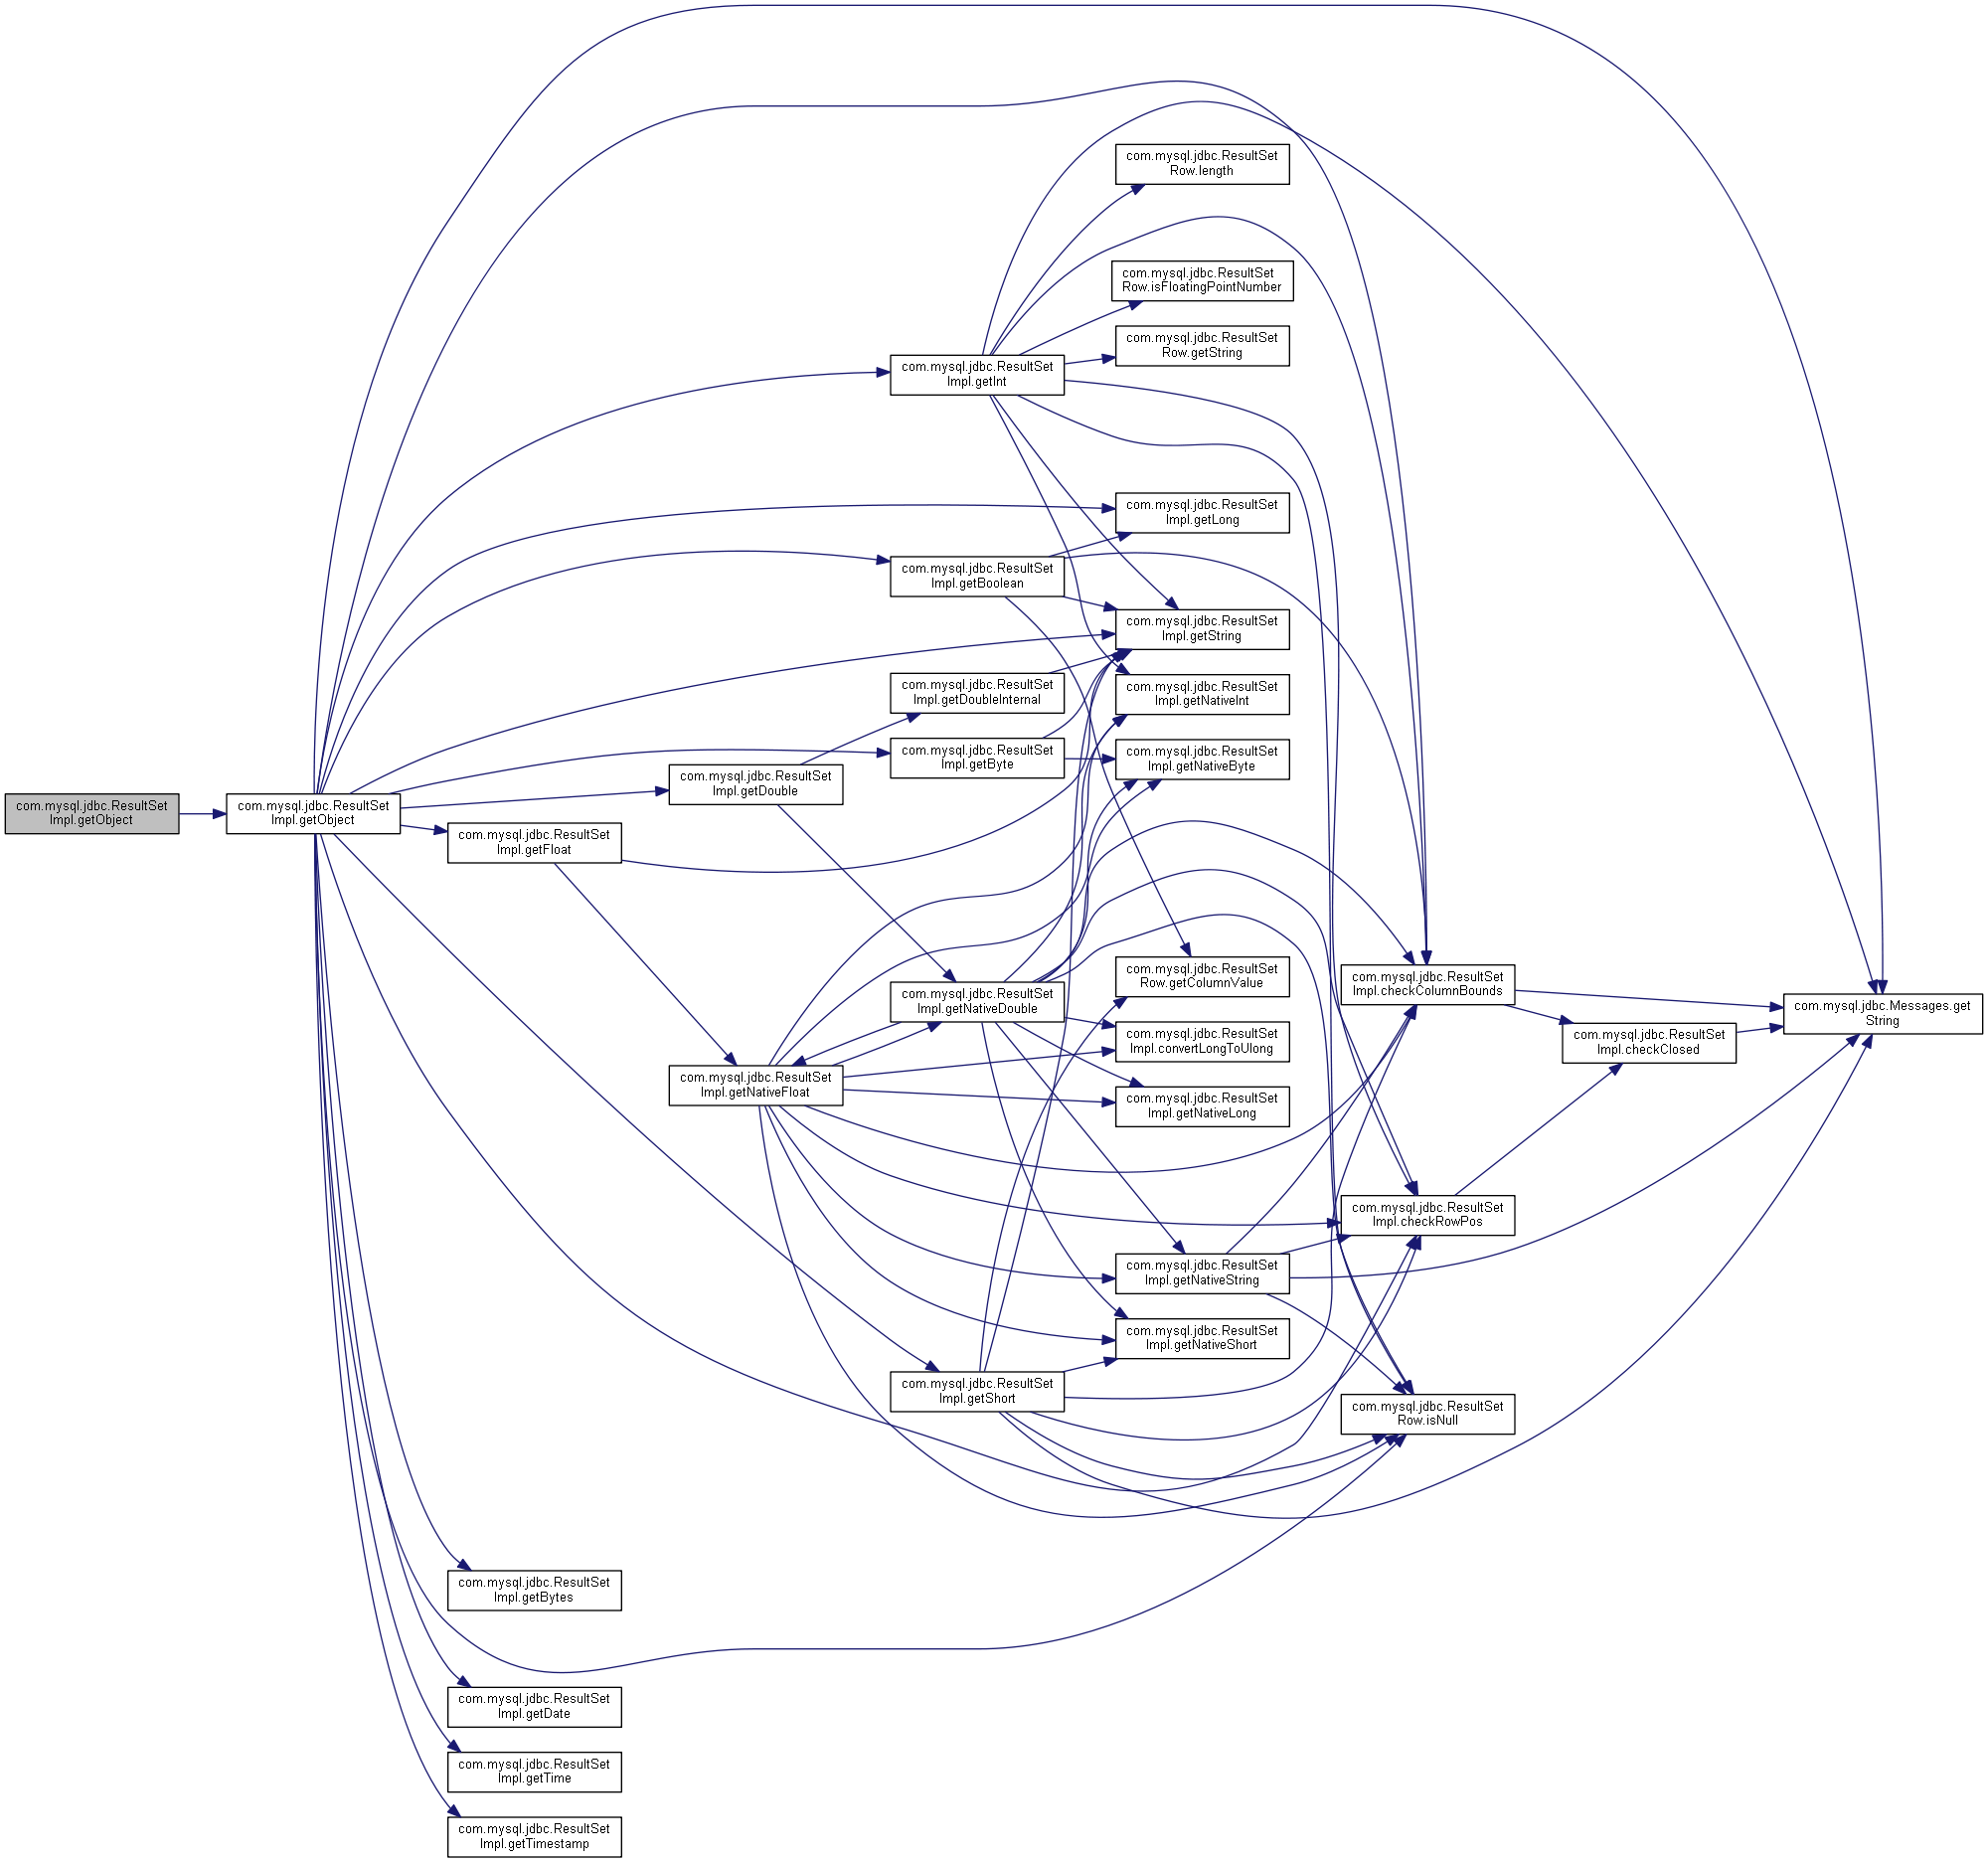 com.mysql.jdbc.ResultSet
Row.length
com.mysql.jdbc.ResultSet
Row.isFloatingPointNumber
com.mysql.jdbc.ResultSet
Row.getString
com.mysql.jdbc.ResultSet
Impl.getInt
com.mysql.jdbc.ResultSet
Impl.getLong
com.mysql.jdbc.ResultSet
Impl.getBoolean
com.mysql.jdbc.ResultSet
Impl.getString
com.mysql.jdbc.ResultSet
Impl.getDoubleInternal
com.mysql.jdbc.ResultSet
Impl.getNativeInt
com.mysql.jdbc.ResultSet
Impl.getByte
com.mysql.jdbc.ResultSet
Impl.getNativeByte
com.mysql.jdbc.ResultSet
Impl.getDouble
com.mysql.jdbc.ResultSet
Impl.getObject
com.mysql.jdbc.ResultSet
Impl.getObject
com.mysql.jdbc.ResultSet
Impl.getFloat
com.mysql.jdbc.ResultSet
Row.getColumnValue
com.mysql.jdbc.ResultSet
Impl.checkColumnBounds
com.mysql.jdbc.ResultSet
Impl.getNativeDouble
com.mysql.jdbc.Messages.get
String
com.mysql.jdbc.ResultSet
Impl.convertLongToUlong
com.mysql.jdbc.ResultSet
Impl.checkClosed
com.mysql.jdbc.ResultSet
Impl.getNativeFloat
com.mysql.jdbc.ResultSet
Impl.getNativeLong
com.mysql.jdbc.ResultSet
Impl.checkRowPos
com.mysql.jdbc.ResultSet
Impl.getNativeString
com.mysql.jdbc.ResultSet
Impl.getNativeShort
com.mysql.jdbc.ResultSet
Impl.getShort
com.mysql.jdbc.ResultSet
Row.isNull
com.mysql.jdbc.ResultSet
Impl.getBytes
com.mysql.jdbc.ResultSet
Impl.getDate
com.mysql.jdbc.ResultSet
Impl.getTime
com.mysql.jdbc.ResultSet
Impl.getTimestamp